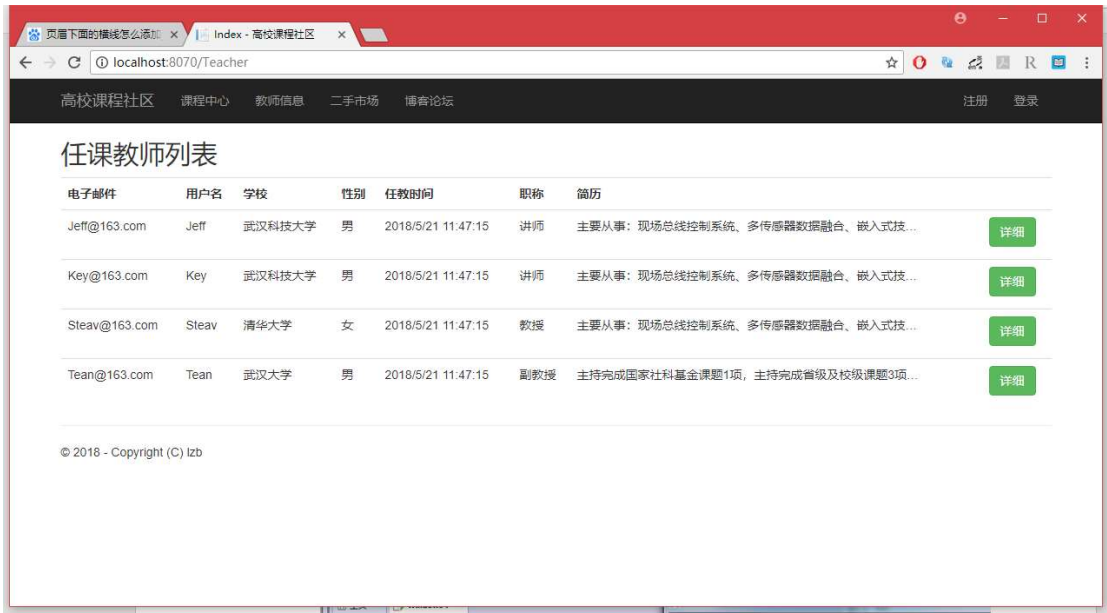 页眉下面的横线怎么添加
Index - 高校课程社区
localhost:8070/Teacher
高校课程社区 课程中心 教师信息 二手市场 博客论坛 注册 登录
任课教师列表
电子邮件 用户名 学校 性别 任教时间 职称 简历
Jeff@163.com Jeff 武汉科技大学 男 2018/5/21 11:47:15 讲师 主要从事：现场总线控制系统、多传感器数据融合、嵌入式技... 详细
Key@163.com Key 武汉科技大学 男 2018/5/21 11:47:15 讲师 主要从事：现场总线控制系统、多传感器数据融合、嵌入式技... 详细
Steav@163.com Steav 清华大学 女 2018/5/21 11:47:15 教授 主要从事：现场总线控制系统、多传感器数据融合、嵌入式技... 详细
Tean@163.com Tean 武汉大学 男 2018/5/21 11:47:15 副教授 主持完成国家社科基金课题1项，主持完成省级及校级课题3项... 详细
© 2018 - Copyright (C) lzb